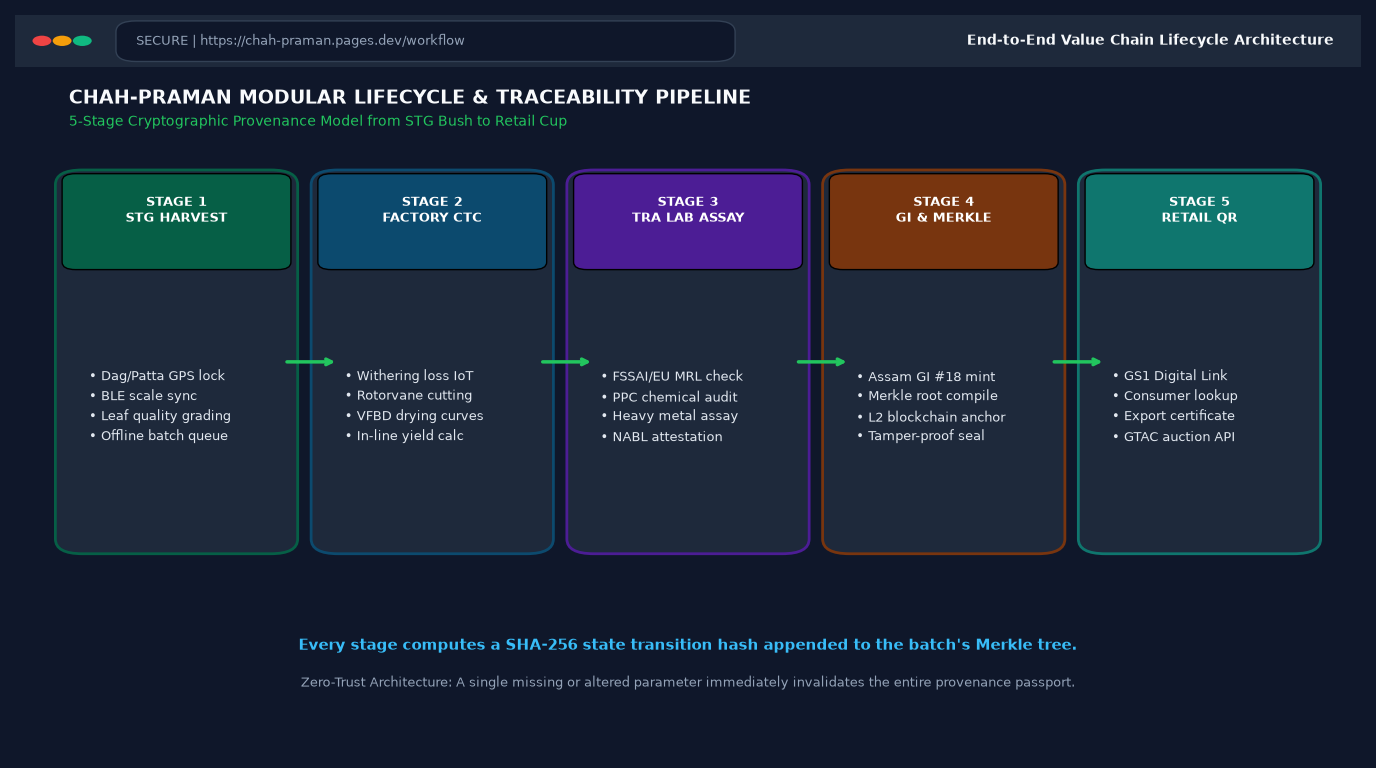 SECURE | https://chah-praman.pages.dev/workflow
End-to-End Value Chain Lifecycle Architecture
CHAH-PRAMAN MODULAR LIFECYCLE & TRACEABILITY PIPELINE
5-Stage Cryptographic Provenance Model from STG Bush to Retail Cup
STAGE 1
STG HARVEST
• Dag/Patta GPS lock
• BLE scale sync
• Leaf quality grading
• Offline batch queue
STAGE 2
FACTORY CTC
• Withering loss IoT
• Rotorvane cutting
• VFBD drying curves
• In-line yield calc
STAGE 3
TRA LAB ASSAY
• FSSAI/EU MRL check
• PPC chemical audit
• Heavy metal assay
• NABL attestation
STAGE 4
GI & MERKLE
• Assam GI #18 mint
• Merkle root compile
• L2 blockchain anchor
• Tamper-proof seal
STAGE 5
RETAIL QR
• GS1 Digital Link
• Consumer lookup
• Export certificate
• GTAC auction API
Every stage computes a SHA-256 state transition hash appended to the batch's Merkle tree.
Zero-Trust Architecture: A single missing or altered parameter immediately invalidates the entire provenance passport.